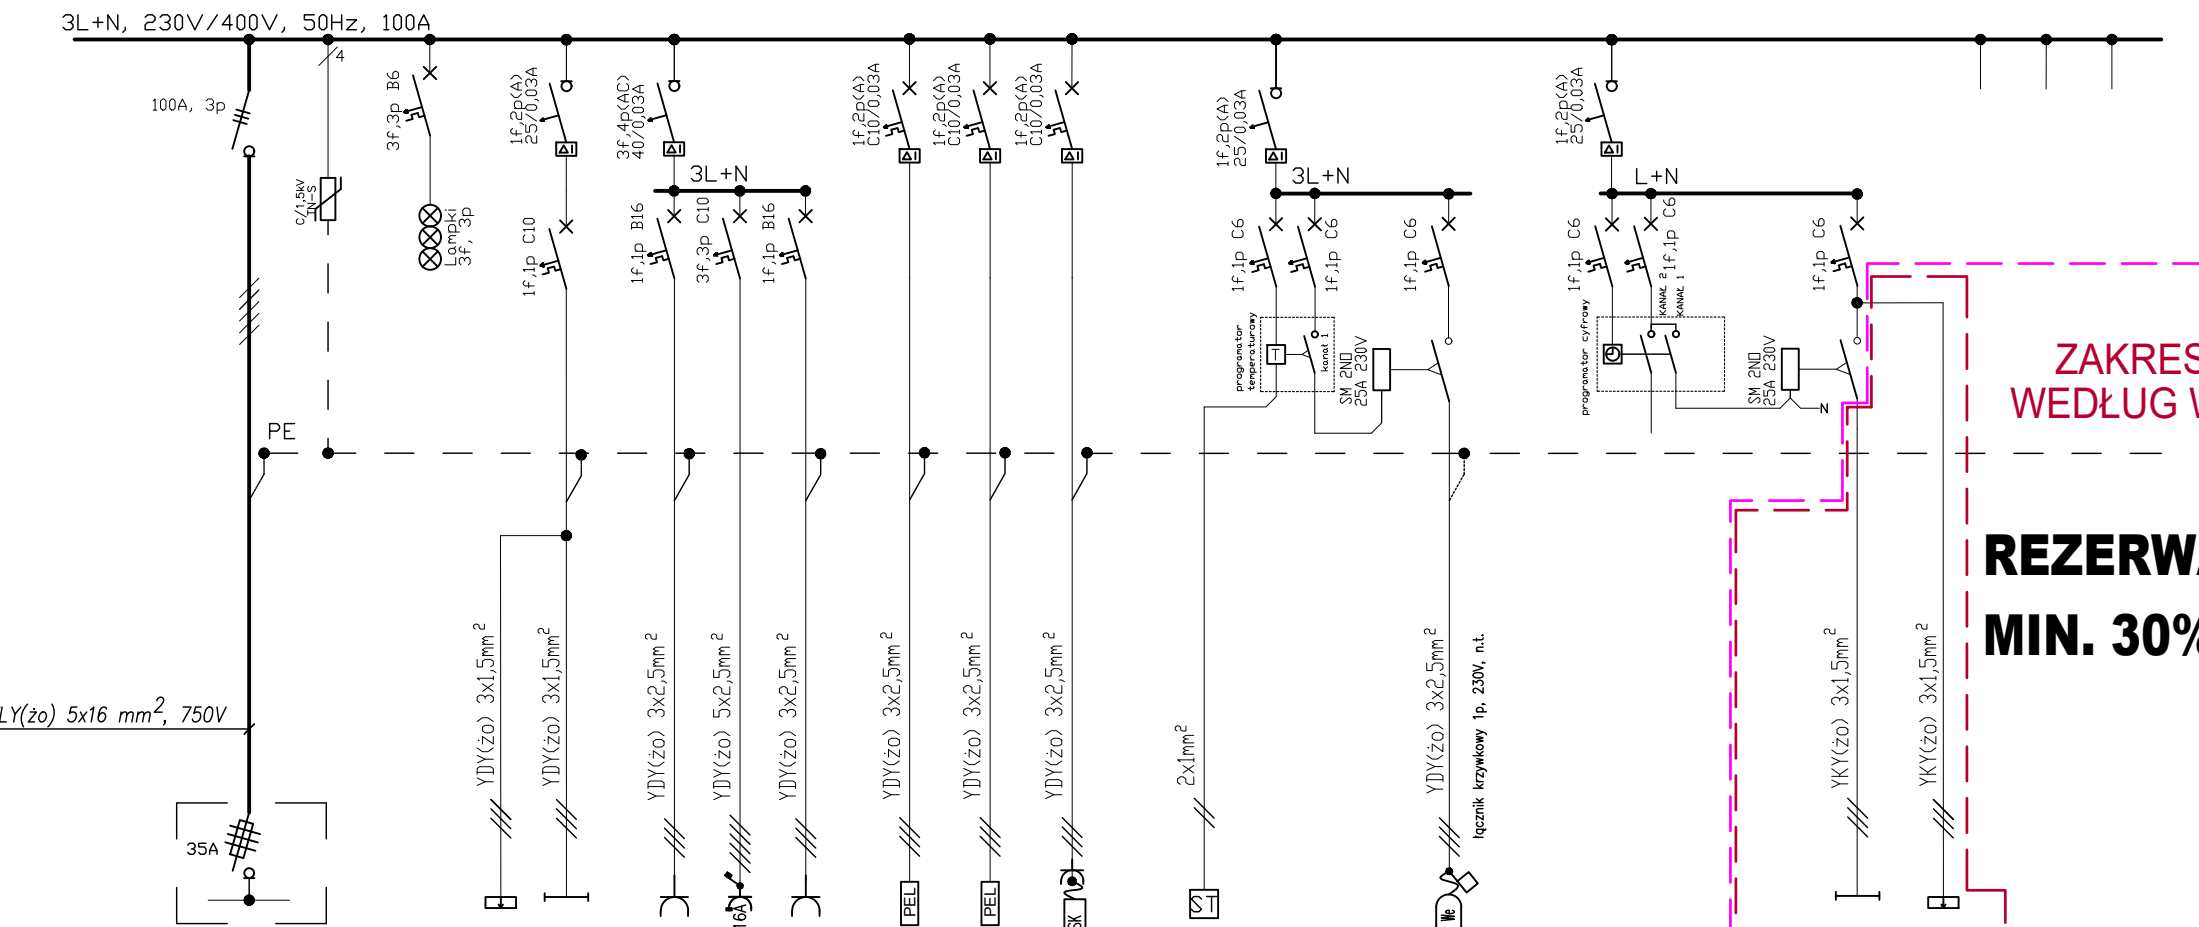 3L+N, 230V/400V, 50Hz, 100A
4
100A, 3p
3f,3p B6
1f,2p(A)
25/0,03A
3f,4p(AC)
40/0,03A
1f,2p(A)
C10/0,03A
1f,2p(A)
C10/0,03A
1f,2p(A)
C10/0,03A
1f,2p(A)
25/0,03A
1f,2p(A)
25/0,03A
3L+N
3L+N
L+N
C/1,5kV
TN-S
Lampki
3f, 3p
1f,1p C10
1f,1p B16
3f,3p C10
1f,1p B16
1f,1p C6
1f,1p C6
1f,1p C6
1f,1p C6
1f,1p C6
1f,1p C6
KANAŁ 2
KANAŁ 1
programator
temperaturowy
T
kanał 1
SM 2NO
25A 230V
programator cyfrowy
SM 2NO
25A 230V
N
ZAKRES
WEDŁUG W
PE
REZERWA
MIN. 30%
LY(żo) 5x16 mm², 750V
YDY(żo) 3x1,5mm²
YDY(żo) 3x1,5mm²
YDY(żo) 3x2,5mm²
YDY(żo) 5x2,5mm²
YDY(żo) 3x2,5mm²
YDY(żo) 3x2,5mm²
YDY(żo) 3x2,5mm²
YDY(żo) 3x2,5mm²
2x1mm²
YDY(żo) 3x2,5mm²
łącznik krzywkowy 1p, 230V, n.t.
YKY(żo) 3x1,5mm²
YKY(żo) 3x1,5mm²
35A
16A
PEL
PEL
SK
ST
We